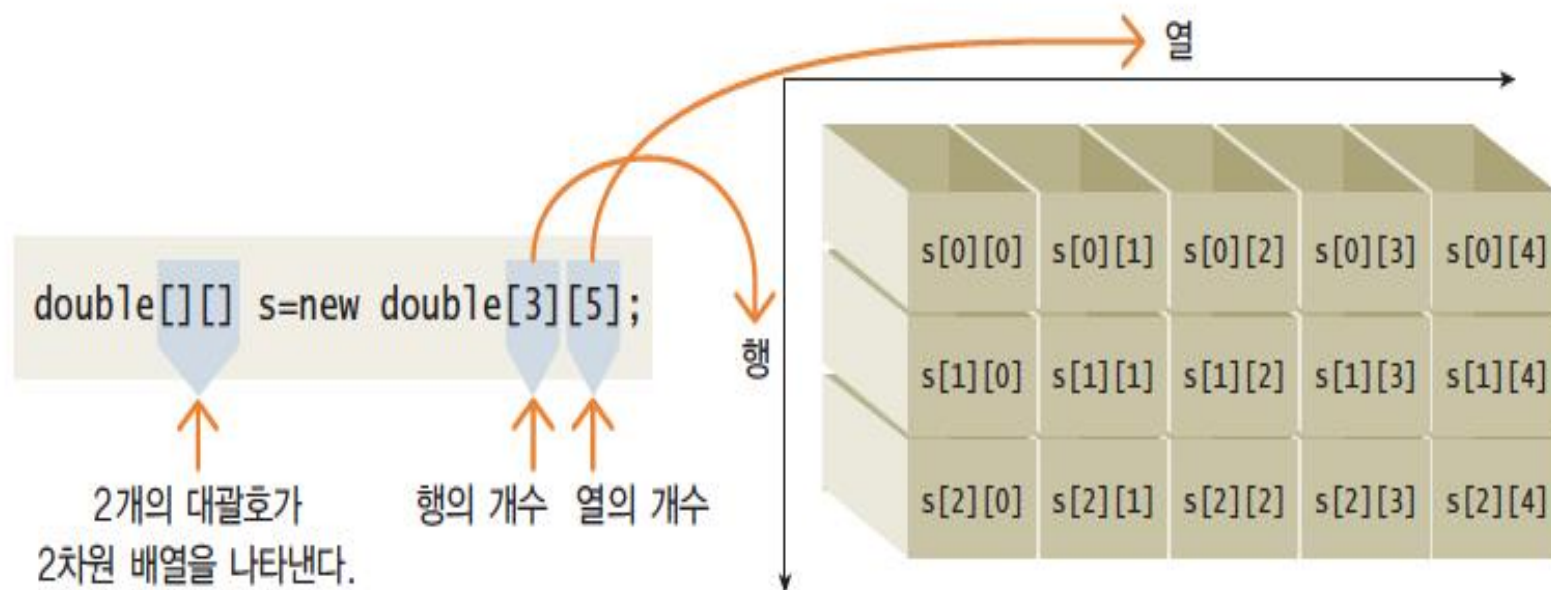 열
double[][] s=new double[3][5];
행
2개의 대괄호가
2차원 배열을 나타낸다.
행의 개수 열의 개수
s[0][0] s[0][1] s[0][2] s[0][3] s[0][4]
s[1][0] s[1][1] s[1][2] s[1][3] s[1][4]
s[2][0] s[2][1] s[2][2] s[2][3] s[2][4]